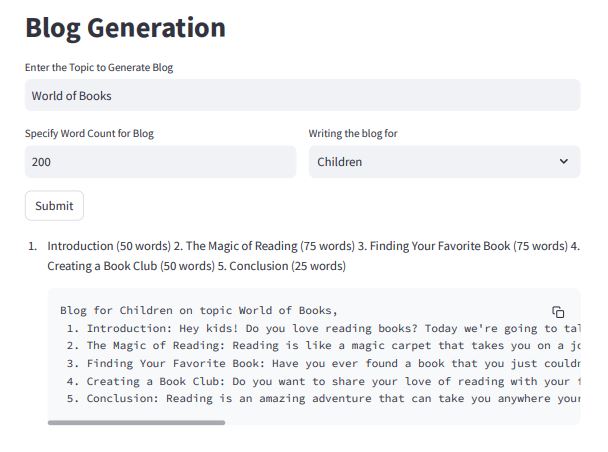 Blog Generation
Enter the Topic to Generate Blog
World of Books
Specify Word Count for Blog
Writing the blog for
200
Children
Submit
1. Introduction (50 words) 2. The Magic of Reading (75 words) 3. Finding Your Favorite Book (75 words) 4.
Creating a Book Club (50 words) 5. Conclusion (25 words)
Blog for Children on topic World of Books,
1. Introduction: Hey kids! Do you love reading books? Today we're going to
2. The Magic of Reading: Reading is like a magic carpet that takes you on a
3. Finding Your Favorite Book: Have you ever found a book that you just
4. Creating a Book Club: Do you want to share your love of reading with your
5. Conclusion: Reading is an amazing adventure that can take you anywhere